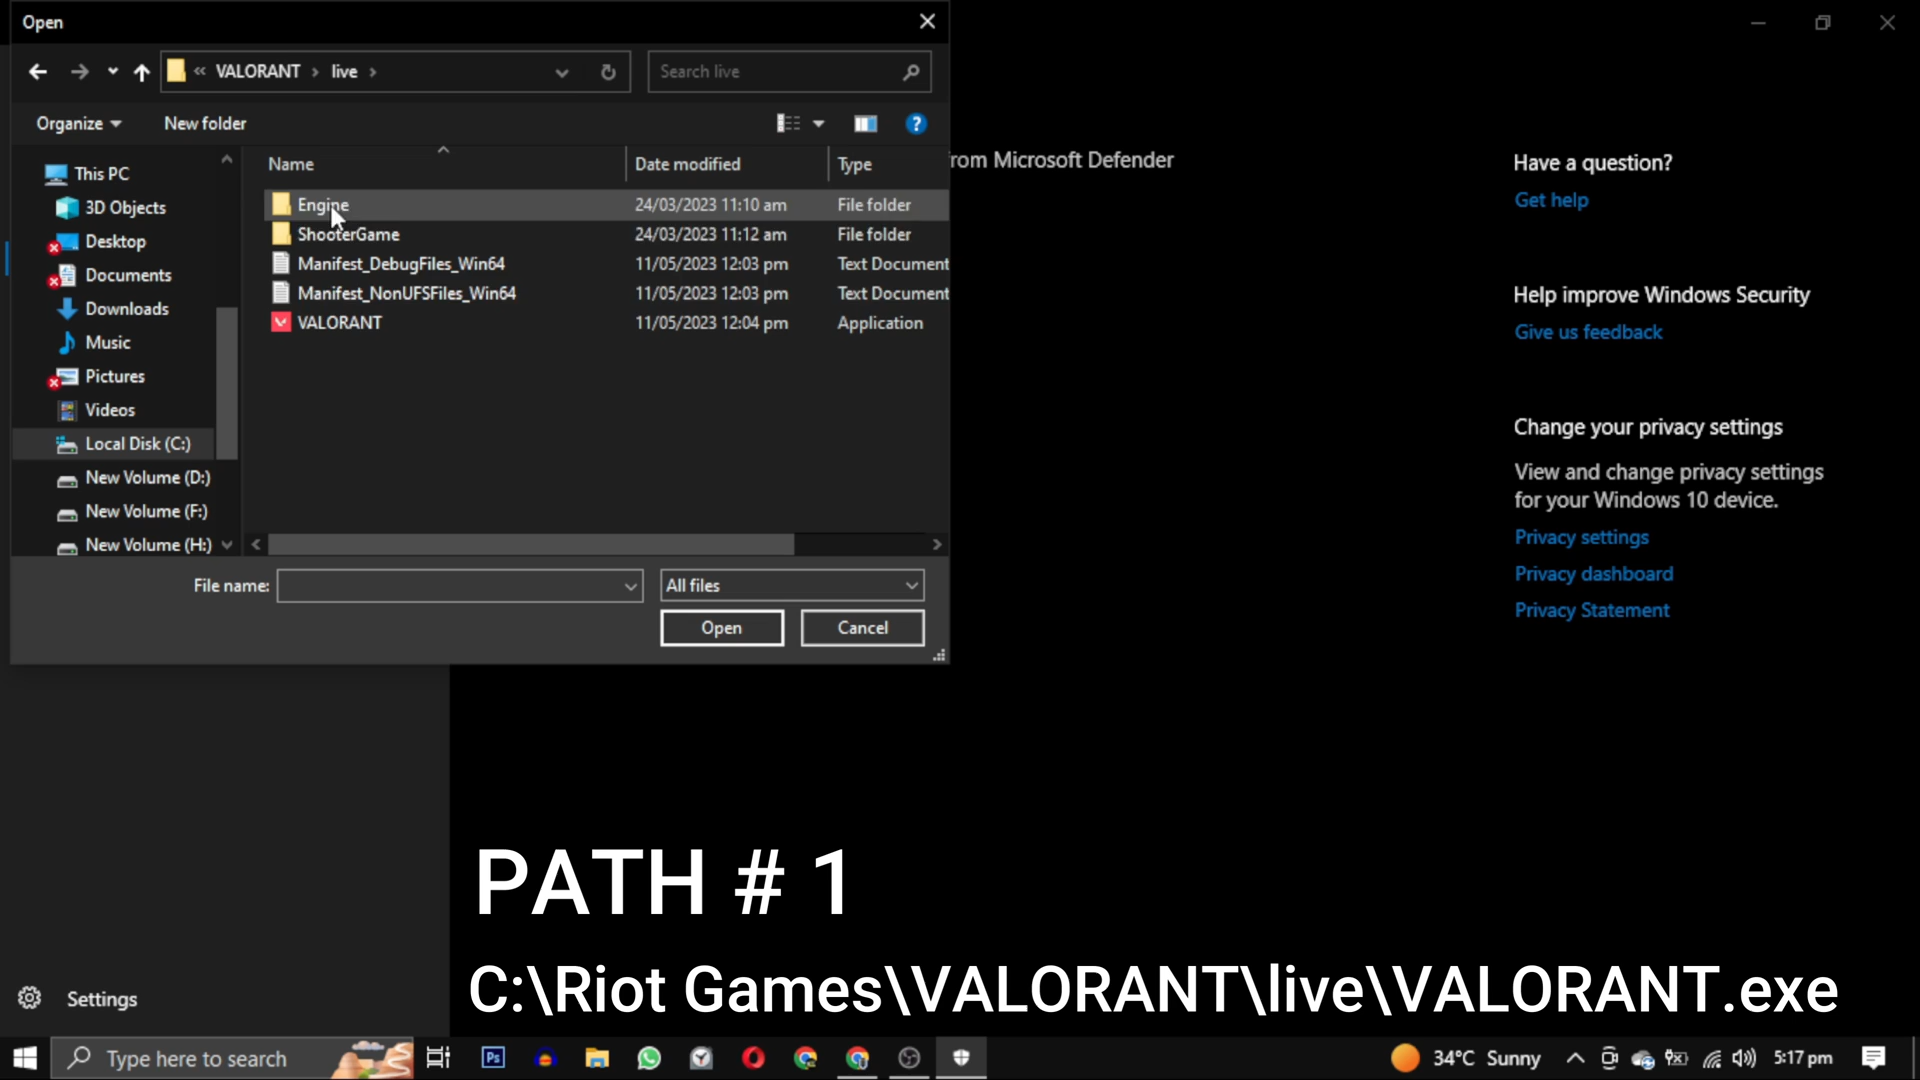 Open
« VALORANT > live >
Search live
Organize
New folder
Name
Date modified
Type
Engine 24/03/2023 11:10 am File folder
ShooterGame 24/03/2023 11:12 am File folder
Manifest_DebugFiles_Win64 11/05/2023 12:03 pm Text Document
Manifest_NonUFSFiles_Win64 11/05/2023 12:03 pm Text Document
VALORANT 11/05/2023 12:04 pm Application
This PC
3D Objects
Desktop
Documents
Downloads
Music
Pictures
Videos
Local Disk (C:)
New Volume (D:)
New Volume (F:)
New Volume (H:)
File name:
All files
Open
Cancel
rom Microsoft Defender
Have a question?
Get help
Help improve Windows Security
Give us feedback
Change your privacy settings
View and change privacy settings
for your Windows 10 device.
Privacy settings
Privacy dashboard
Privacy Statement
PATH # 1
C:\Riot Games\VALORANT\live\VALORANT.exe
Settings
Type here to search
Ps
34°C Sunny
5:17 pm